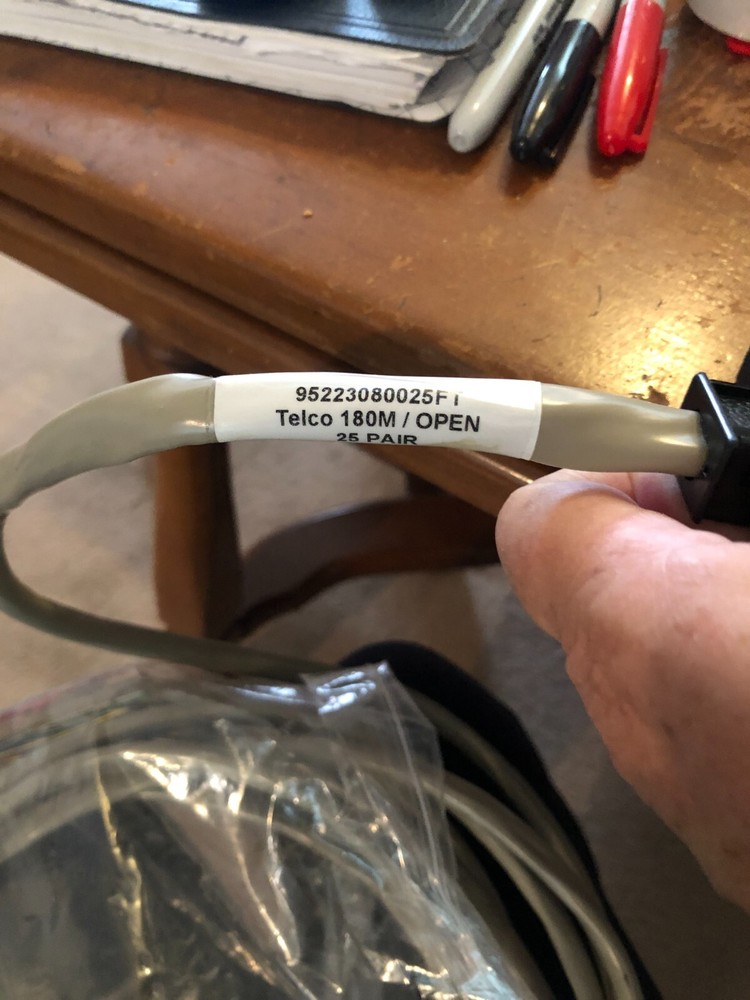 95223080025FT
Telco 180M / OPEN
25 PAIR